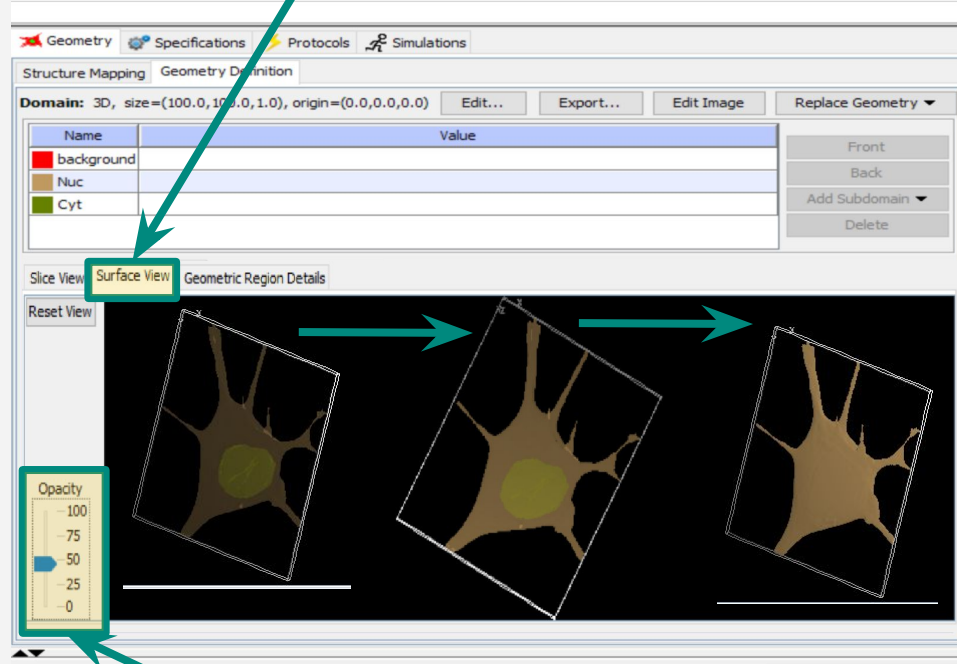 Geometry Specifications Protocols Simulations
Structure Mapping Geometry Definition
Domain: 3D, size=(100.0,100.0,1.0), origin=(0.0,0.0,0.0) Edit... Export... Edit Image Replace Geometry
Name Value
background
Nuc
Cyt
Front
Back
Add Subdomain
Delete
Slice View Surface View Geometric Region Details
Reset View
X
X
X
Opacity
100
75
50
25
0